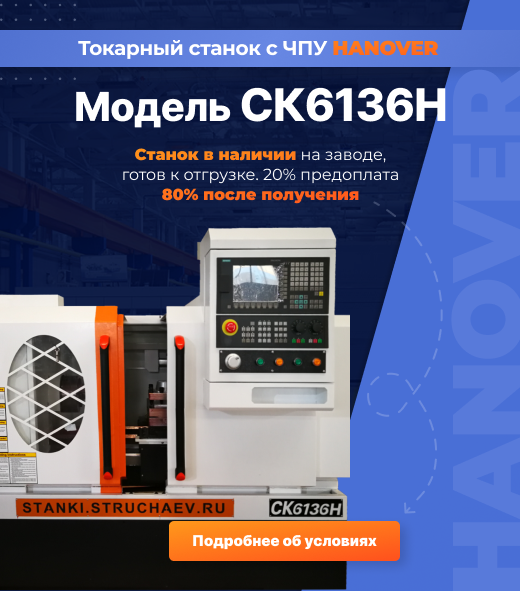 Токарный станок с ЧПУ HANOVER
Модель CK6136H
Станок в наличии на заводе,
готов к отгрузке. 20% предоплата
80% после получения
HANOVER
STANKI.STRUCHAEV.RU
CK6136H
Подробнее об условиях